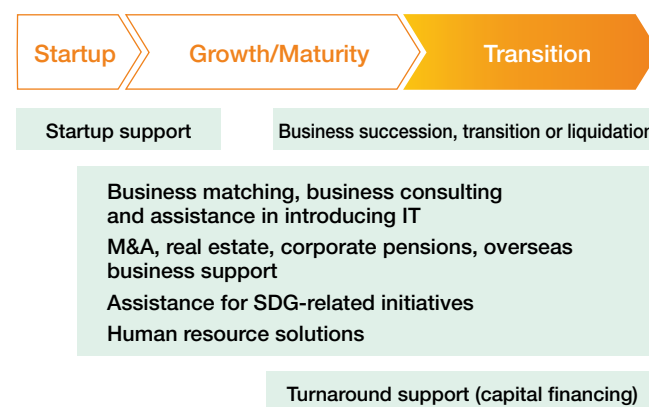 Startup
Growth/Maturity
Transition
Startup support
Business succession, transition or liquidation
Business matching, business consulting
and assistance in introducing IT
M&A, real estate, corporate pensions, overseas
business support
Assistance for SDG-related initiatives
Human resource solutions
Turnaround support (capital financing)